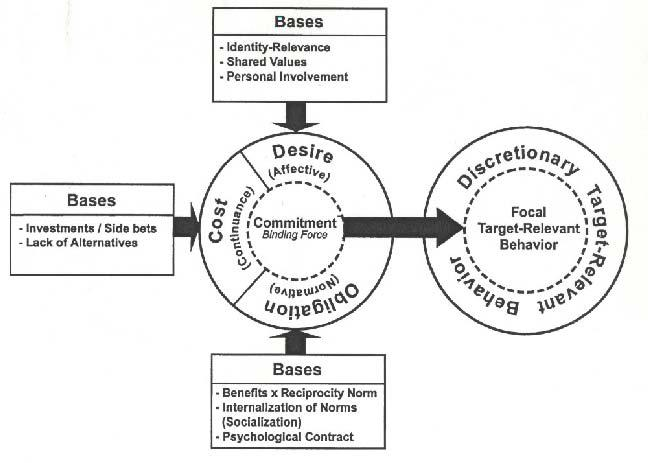 Bases
- Identity-Relevance
- Shared Values
- Personal Involvement
Desire
(Affective)
Bases
- Investments / Side bets
- Lack of Alternatives
Cost
(Continuance)
Commitment
Binding Force
Obligation
(Normative)
Discretionary Target-Relevant Behavior
Focal
Target-Relevant
Behavior
Bases
- Benefits x Reciprocity Norm
- Internalization of Norms
(Socialization)
- Psychological Contract